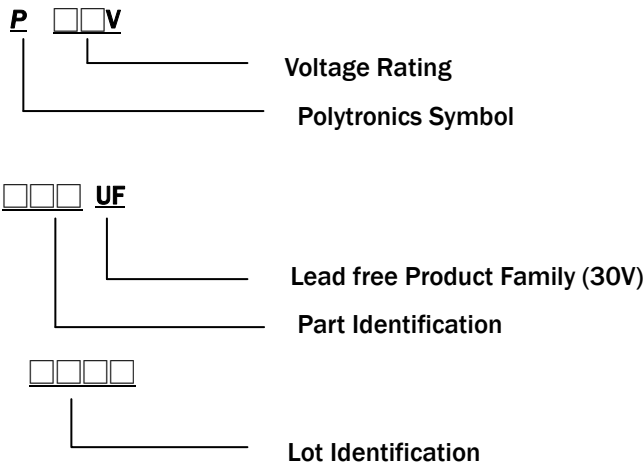 P □□V
Voltage Rating
Polytronics Symbol
□□□ UF
Lead free Product Family (30V)
Part Identification
□□□□
Lot Identification